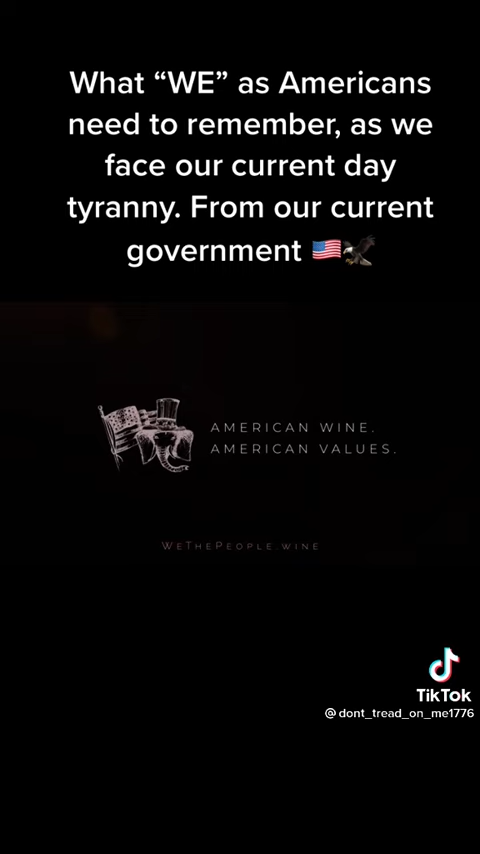 What “WE” as Americans
need to remember, as we
face our current day
tyranny. From our current
government 🇺🇸🦅
AMERICAN WINE.
AMERICAN VALUES.
WETHEPEOPLE.WINE
TikTok
@dont_tread_on_me1776